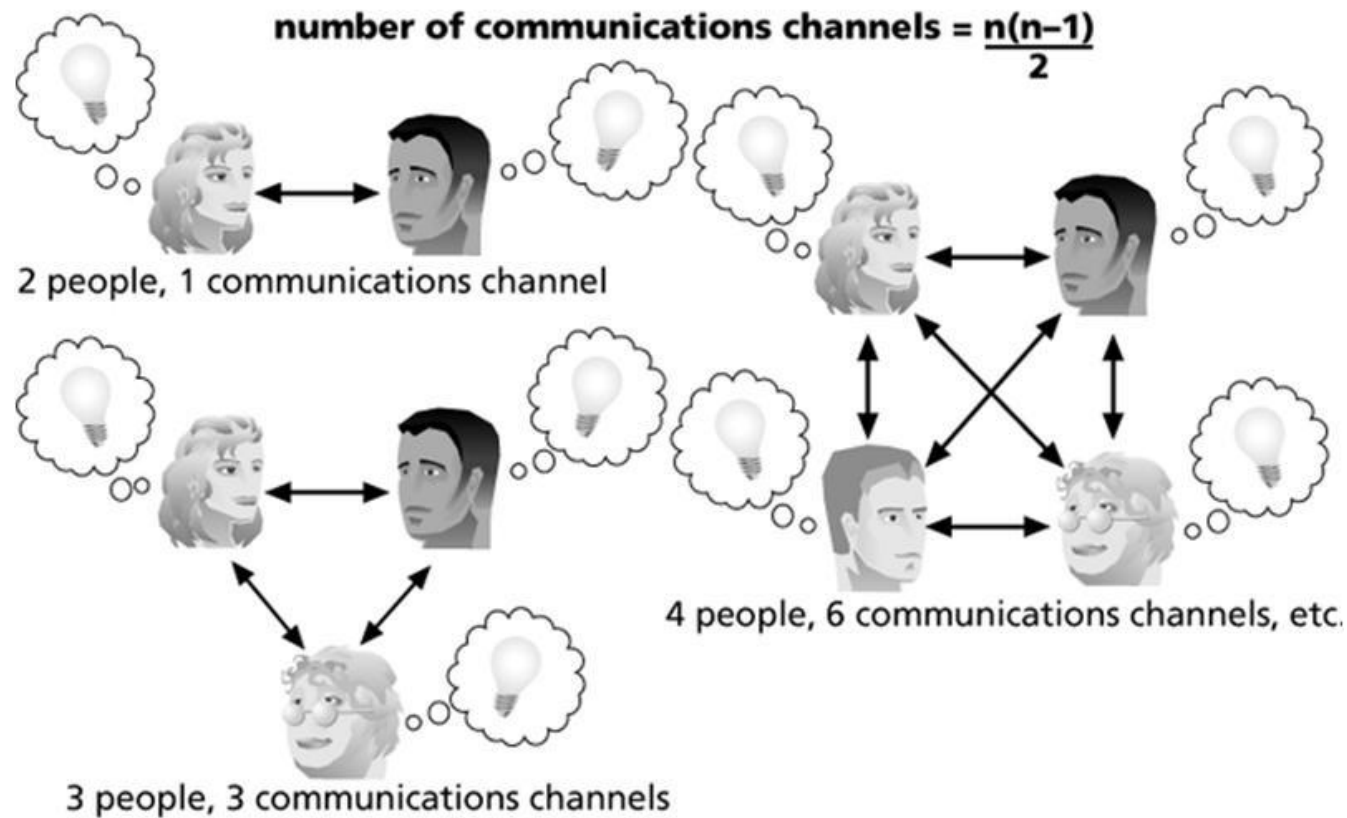 number of communications channels = n(n–1)
2
2 people, 1 communications channel
4 people, 6 communications channels, etc.
3 people, 3 communications channels